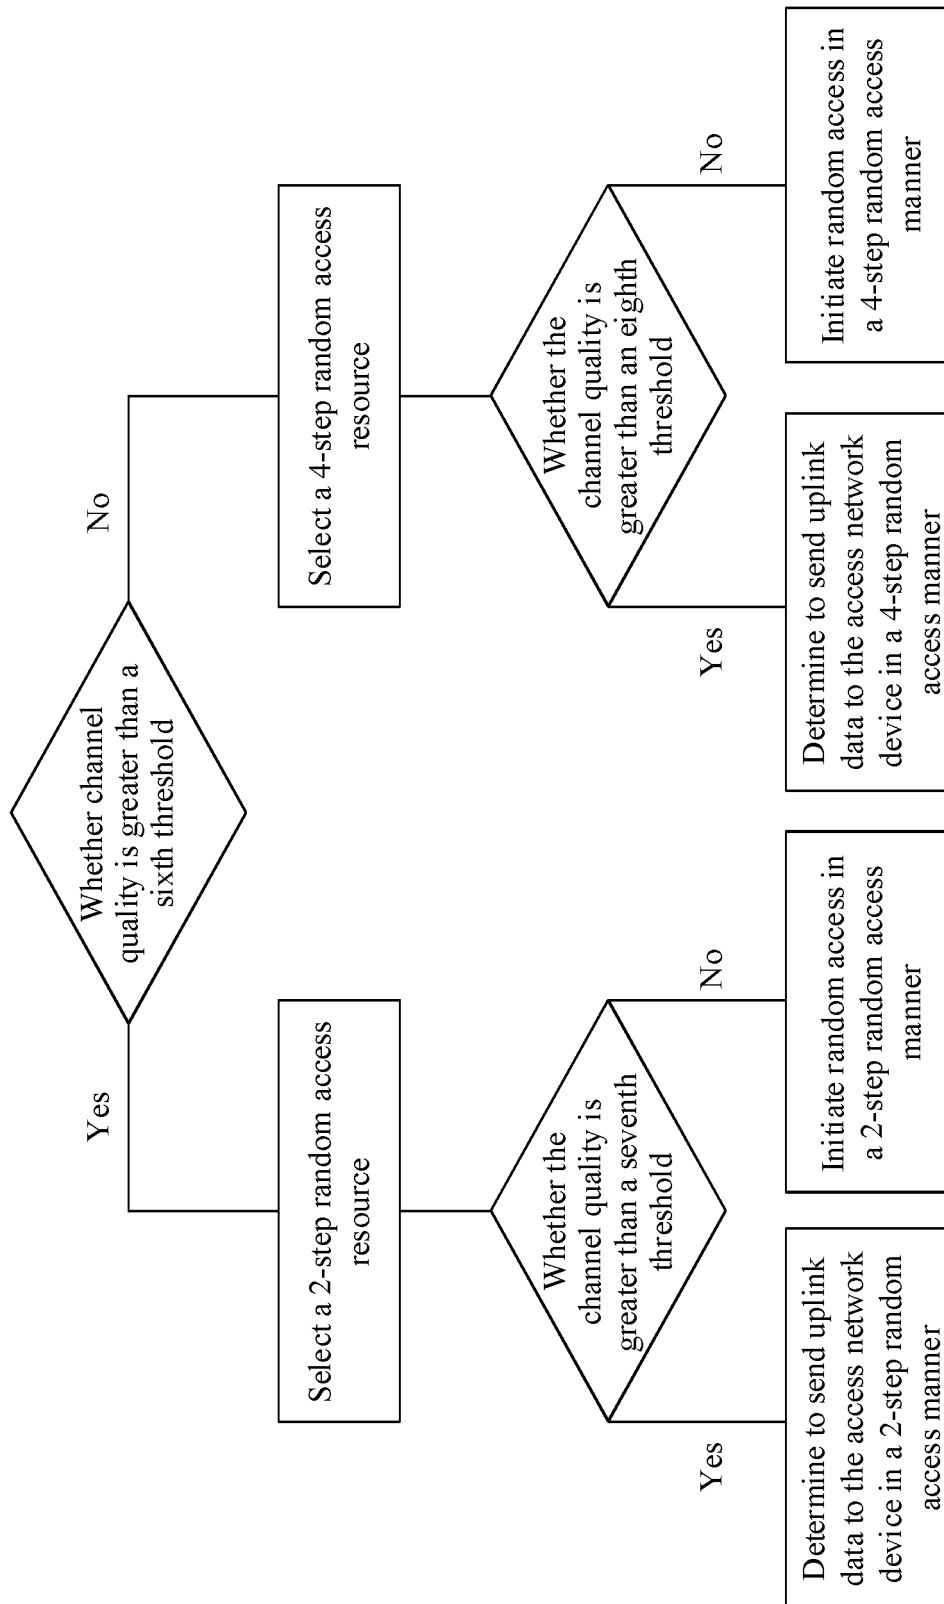 Whether channel
quality is greater than a
sixth threshold
Yes
No
Select a 2-step random access
resource
Select a 4-step random access
resource
Whether the
channel quality is
greater than a seventh
threshold
Whether the
channel quality is
greater than an eighth
threshold
Yes
No
Yes
No
Determine to send uplink
data to the access network
device in a 2-step random
access manner
Initiate random access in
a 2-step random access
manner
Determine to send uplink
data to the access network
device in a 4-step random
access manner
Initiate random access in
a 4-step random access
manner